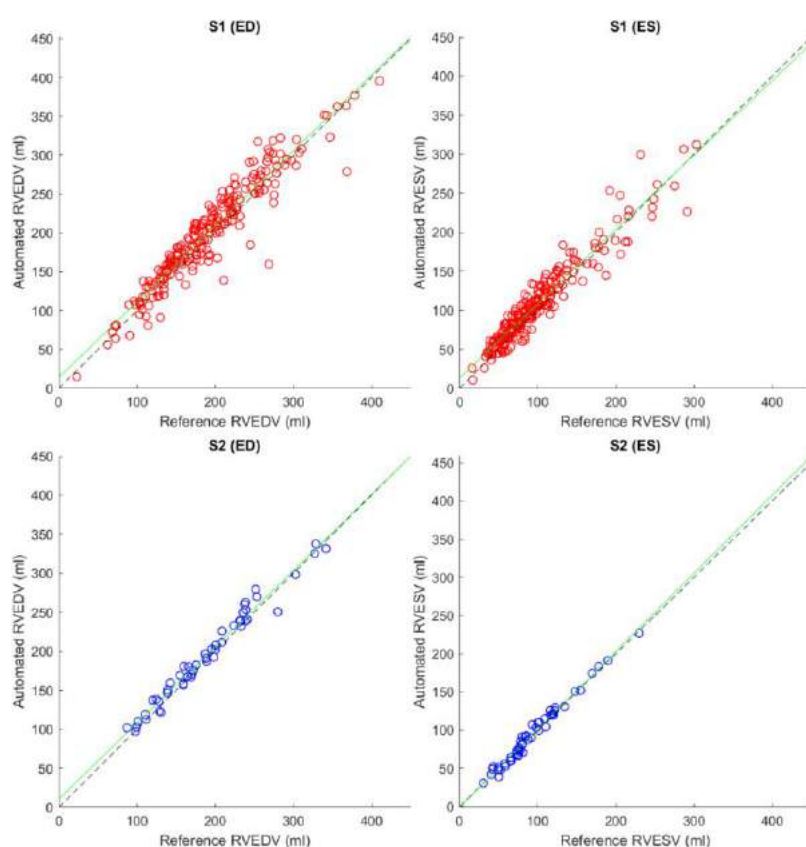 S1 (ED)
450
400
350
300
250
200
150
100
50
0
Automated RVEDV (ml)
0 100 200 300 400
Reference RVEDV (ml)
S1 (ES)
450
400
350
300
250
200
150
100
50
0
Automated RVESV (ml)
0 100 200 300 400
Reference RVESV (ml)
S2 (ED)
450
400
350
300
250
200
150
100
50
0
Automated RVEDV (ml)
0 100 200 300 400
Reference RVEDV (ml)
S2 (ES)
450
400
350
300
250
200
150
100
50
0
Automated RVESV (ml)
0 100 200 300 400
Reference RVESV (ml)